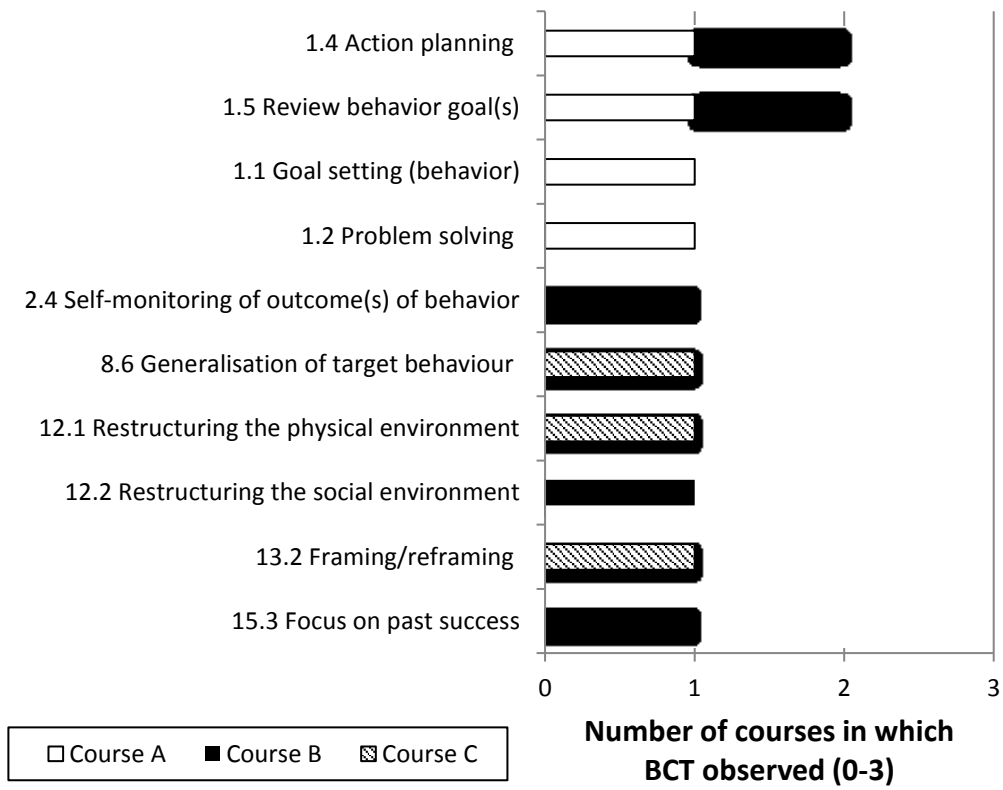 1.4 Action planning
1.5 Review behavior goal(s)
1.1 Goal setting (behavior)
1.2 Problem solving
2.4 Self-monitoring of outcome(s) of behavior
8.6 Generalisation of target behaviour
12.1 Restructuring the physical environment
12.2 Restructuring the social environment
13.2 Framing/reframing
15.3 Focus on past success
0 1 2 3
Number of courses in which
BCT observed (0-3)
Course A Course B Course C